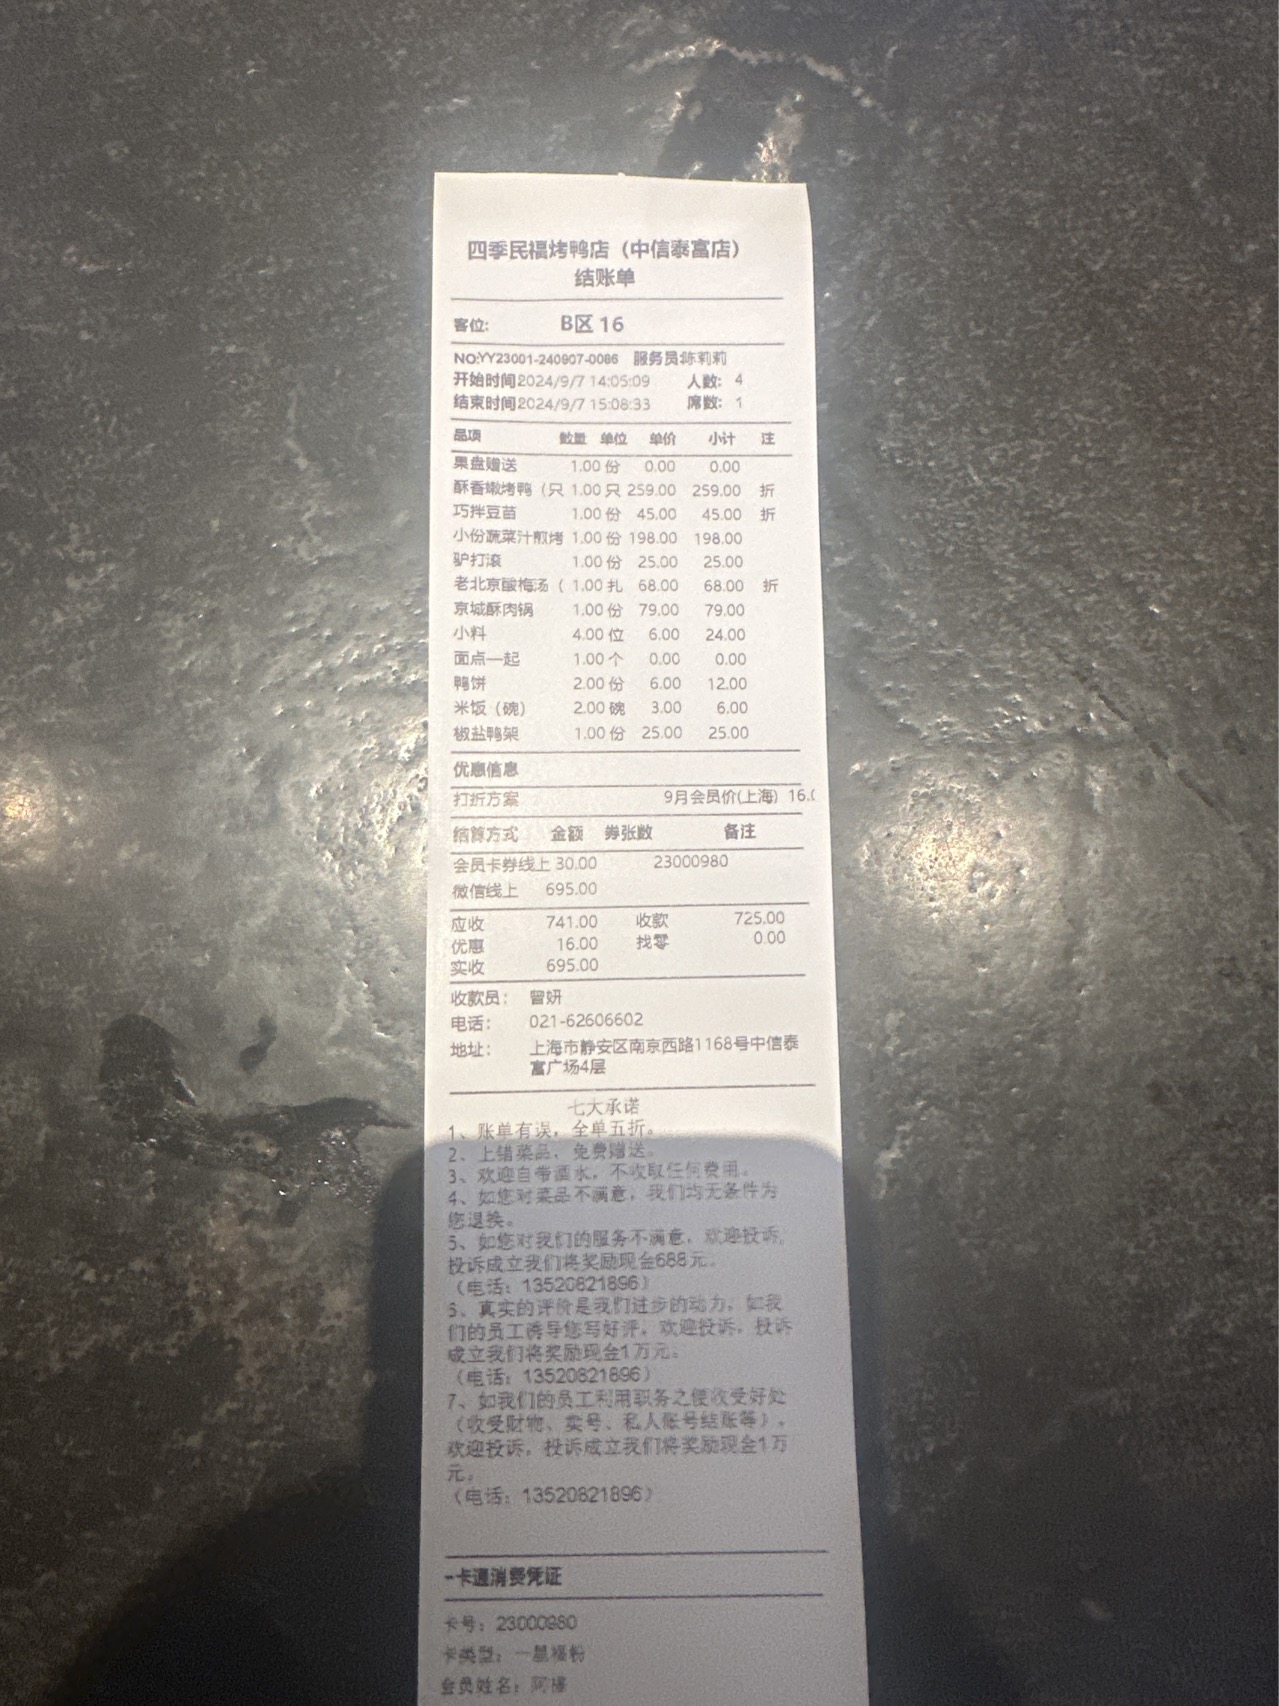 四季民福烤鸭店（中信泰富店）
结账单
客位: B区 16
NO:YY23001-240907-0086 服务员:陈莉莉
开始时间2024/9/7 14:05:09 人数: 4
结束时间2024/9/7 15:08:33 席数: 1
品项 数量 单位 单价 小计 注
果盘赠送 1.00 份 0.00 0.00
酥香嫩烤鸭（只 1.00 只 259.00 259.00 折
巧拌豆苗 1.00 份 45.00 45.00 折
小份蔬菜汁煎烤 1.00 份 198.00 198.00
驴打滚 1.00 份 25.00 25.00
老北京酸梅汤（ 1.00 扎 68.00 68.00 折
京城酥肉锅 1.00 份 79.00 79.00
小料 4.00 位 6.00 24.00
面点一起 1.00 个 0.00 0.00
鸭饼 2.00 份 6.00 12.00
米饭（碗） 2.00 碗 3.00 6.00
椒盐鸭架 1.00 份 25.00 25.00
优惠信息
打折方案 9月会员价(上海) 16.0
结算方式 金额 券张数 备注
会员卡券线上 30.00 23000980
微信线上 695.00
应收 741.00 收款 725.00
优惠 16.00 找零 0.00
实收 695.00
收款员: 曾妍
电话: 021-62606602
地址: 上海市静安区南京西路1168号中信泰
富广场4层
七大承诺
1、账单有误，全单五折。
2、上错菜品，免费赠送。
3、欢迎自带酒水，不收取任何费用。
4、如您对菜品不满意，我们均无条件为
您退换。
5、如您对我们的服务不满意，欢迎投诉，
投诉成立我们将奖励现金688元。
（电话：13520821896）
6、真实的评价是我们进步的动力，如我
们的员工诱导您写好评，欢迎投诉，投诉
成立我们将奖励现金1万元。
（电话：13520821896）
7、如我们的员工利用职务之便收受好处
（收受财物、卖号、私人账号结账等），
欢迎投诉，投诉成立我们将奖励现金1万
元。
（电话：13520821896）
一卡通消费凭证
卡号：23000980
卡类型：一星福粉
会员姓名：阿